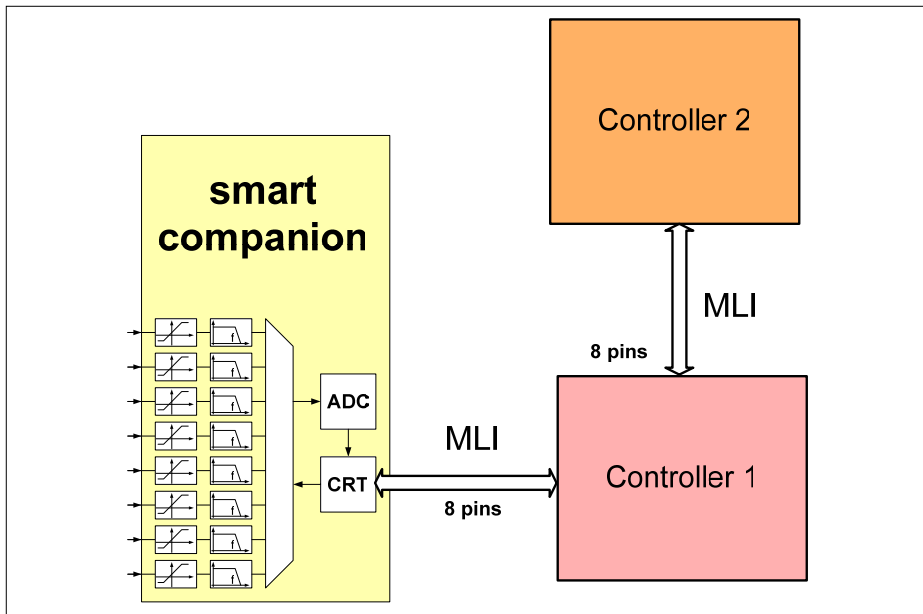 Controller 2
smart
companion
MLI
8 pins
f
f
f
ADC
f
MLI
f
CRT
Controller 1
8 pins
f
f
f